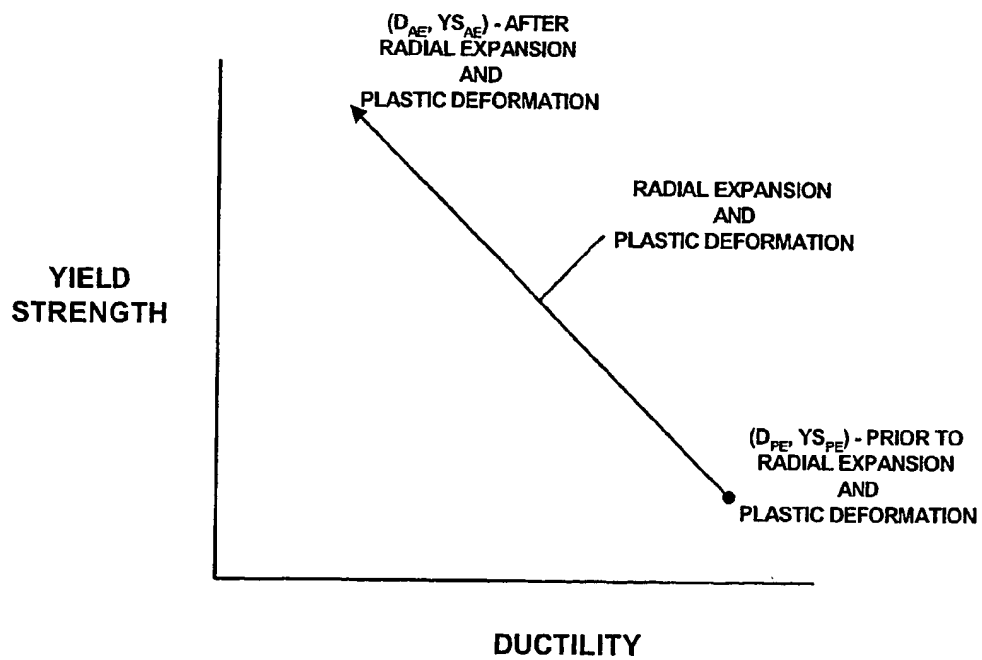 (D_AE, YS_AE) - AFTER
RADIAL EXPANSION
AND
PLASTIC DEFORMATION
RADIAL EXPANSION
AND
PLASTIC DEFORMATION
YIELD
STRENGTH
(D_PE, YS_PE) - PRIOR TO
RADIAL EXPANSION
AND
PLASTIC DEFORMATION
DUCTILITY